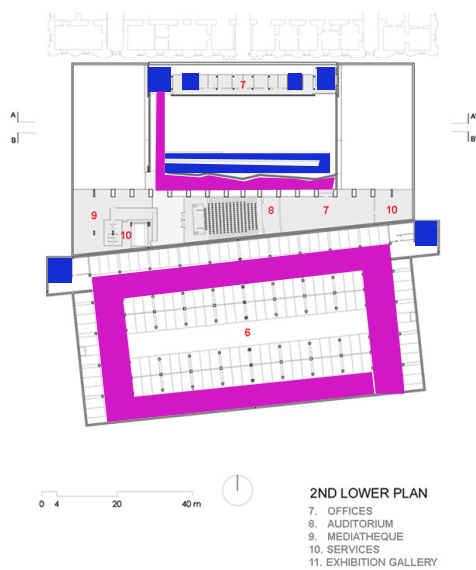 7
A A'
B B'
9 8 7 10
10
6
0 4 20 40 m
2ND LOWER PLAN
7. OFFICES
8. AUDITORIUM
9. MEDIATHEQUE
10. SERVICES
11. EXHIBITION GALLERY